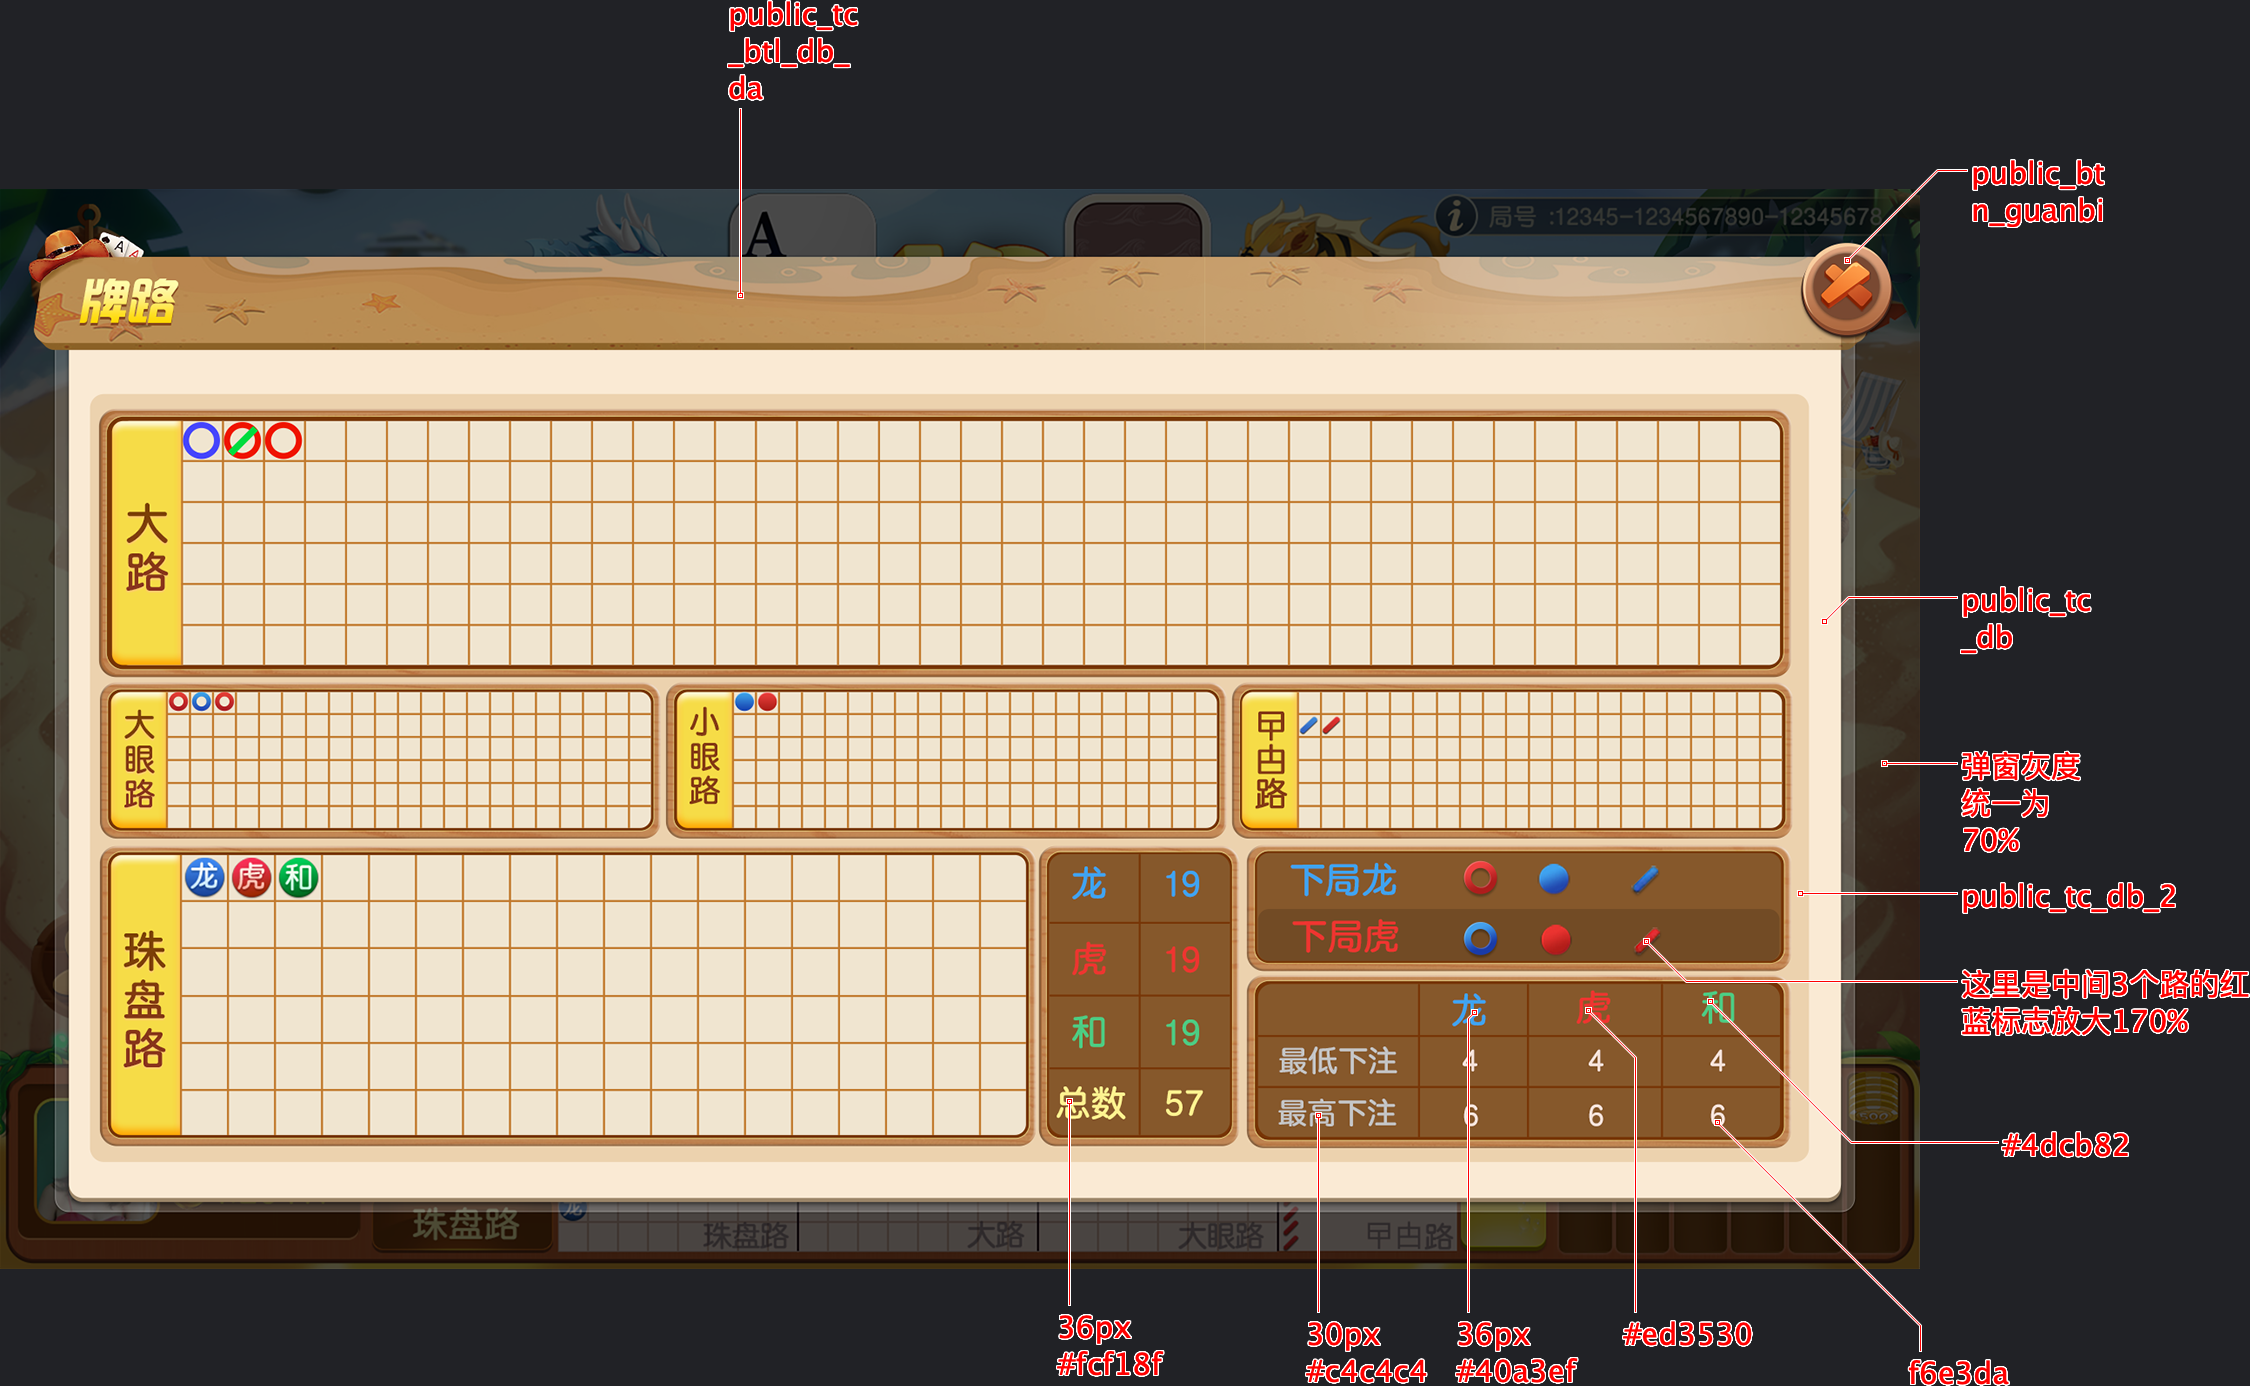 public_tc
_btl_db_
da
public_bt
n_guanbi
A
局号 :12345-1234567890-12345678
A
A
牌路
大
路
public_tc
_db
大
眼
路
小
眼
路
曱
甴
路
弹窗灰度
统一为
70%
珠
盘
路
龙 虎 和
龙 19
虎 19
和 19
总数 57
下局龙
下局虎
public_tc_db_2
这里是中间3个路的红
蓝标志放大170%
龙 虎 和
最低下注 4 4 4
最高下注 6 6 6
#4dcb82
珠盘路
龙
珠盘路
大路
大眼路
曱甴路
36px
#fcf18f
30px
#c4c4c4
36px
#40a3ef
#ed3530
f6e3da